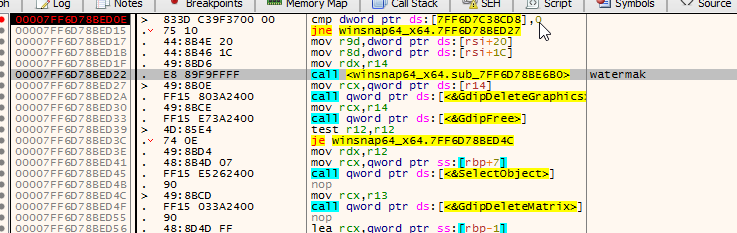 ph Log Notes Breakpoints Memory Map Call Stack SEH Script Symbols Source
00007FF6D78BED0E > 833D C39F3700 00 cmp dword ptr ds:[7FF6D7C38CD8],0
00007FF6D78BED15 . 75 10 jne winsnap64_x64.7FF6D78BED27
00007FF6D78BED17 . 44:8B4E 20 mov r9d,dword ptr ds:[rsi+20]
00007FF6D78BED1B . 44:8B46 1C mov r8d,dword ptr ds:[rsi+1C]
00007FF6D78BED1F . 49:8BD6 mov rdx,r14
00007FF6D78BED22 . E8 89F9FFFF call <winsnap64_x64.sub_7FF6D78BE6B0> watermak
00007FF6D78BED27 > 49:8B0E mov rcx,qword ptr ds:[r14]
00007FF6D78BED2A . FF15 803A2400 call qword ptr ds:[<&GdipDeleteGraphics>
00007FF6D78BED30 . 49:8BCE mov rcx,r14
00007FF6D78BED33 . FF15 E73A2400 call qword ptr ds:[<&GdipFree>]
00007FF6D78BED39 > 4D:85E4 test r12,r12
00007FF6D78BED3C . 74 0E je winsnap64_x64.7FF6D78BED4C
00007FF6D78BED3E . 49:8BD4 mov rdx,r12
00007FF6D78BED41 . 48:8B4D 07 mov rcx,qword ptr ss:[rbp+7]
00007FF6D78BED45 . FF15 E5262400 call qword ptr ds:[<&SelectObject>]
00007FF6D78BED4B . 90 nop
00007FF6D78BED4C > 49:8BCD mov rcx,r13
00007FF6D78BED4F . FF15 033A2400 call qword ptr ds:[<&GdipDeleteMatrix>]
00007FF6D78BED55 . 90 nop
00007FF6D78BED56 . 48:8D4D FF lea rcx,qword ptr ss:[rbp-1]